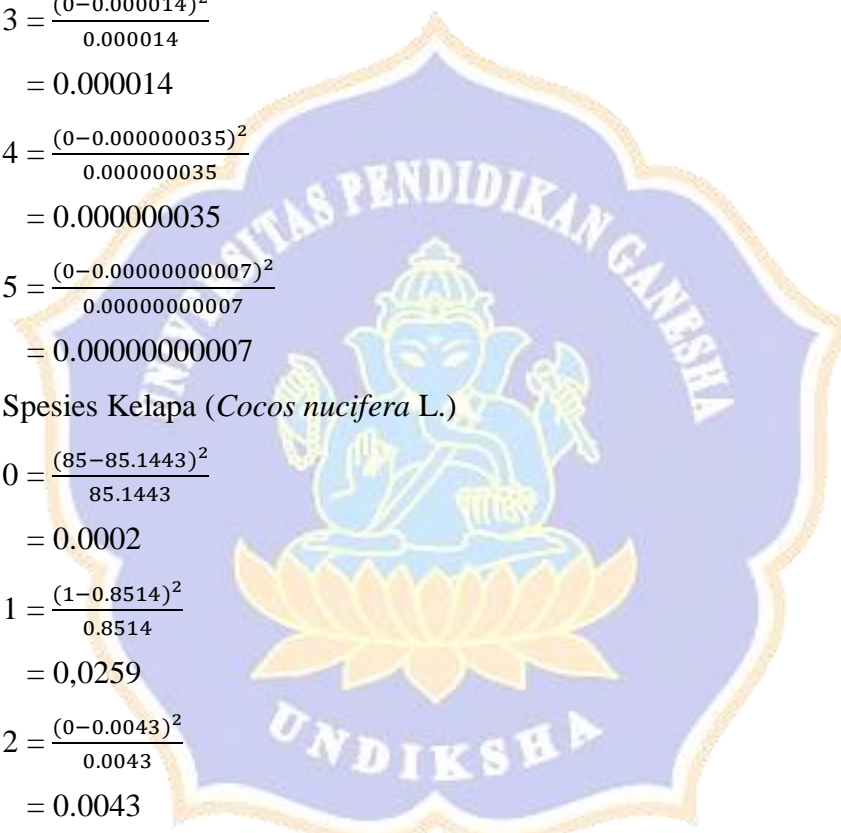 3 = (0−0.000014)² / 0.000014
= 0.000014
4 = (0−0.000000035)² / 0.000000035
= 0.000000035
5 = (0−0.00000000007)² / 0.00000000007
= 0.00000000007
Spesies Kelapa (Cocos nucifera L.)
0 = (85−85.1443)² / 85.1443
= 0.0002
1 = (1−0.8514)² / 0.8514
= 0,0259
2 = (0−0.0043)² / 0.0043
= 0.0043
UNIVERSITAS PENDIDIKAN GANESHA
UNDIKSHA